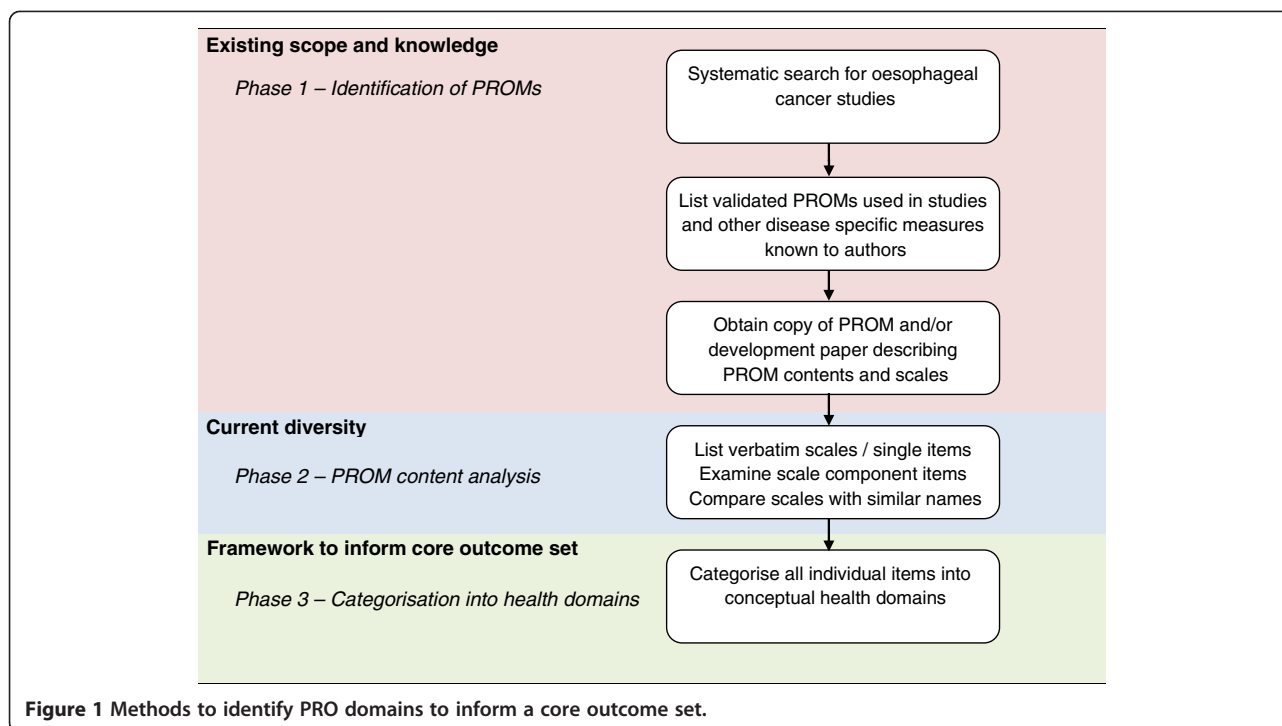 Existing scope and knowledge
Phase 1 – Identification of PROMs
Systematic search for oesophageal
cancer studies
List validated PROMs used in studies
and other disease specific measures
known to authors
Obtain copy of PROM and/or
development paper describing
PROM contents and scales
Current diversity
Phase 2 – PROM content analysis
List verbatim scales / single items
Examine scale component items
Compare scales with similar names
Framework to inform core outcome set
Phase 3 – Categorisation into health domains
Categorise all individual items into
conceptual health domains
Figure 1 Methods to identify PRO domains to inform a core outcome set.